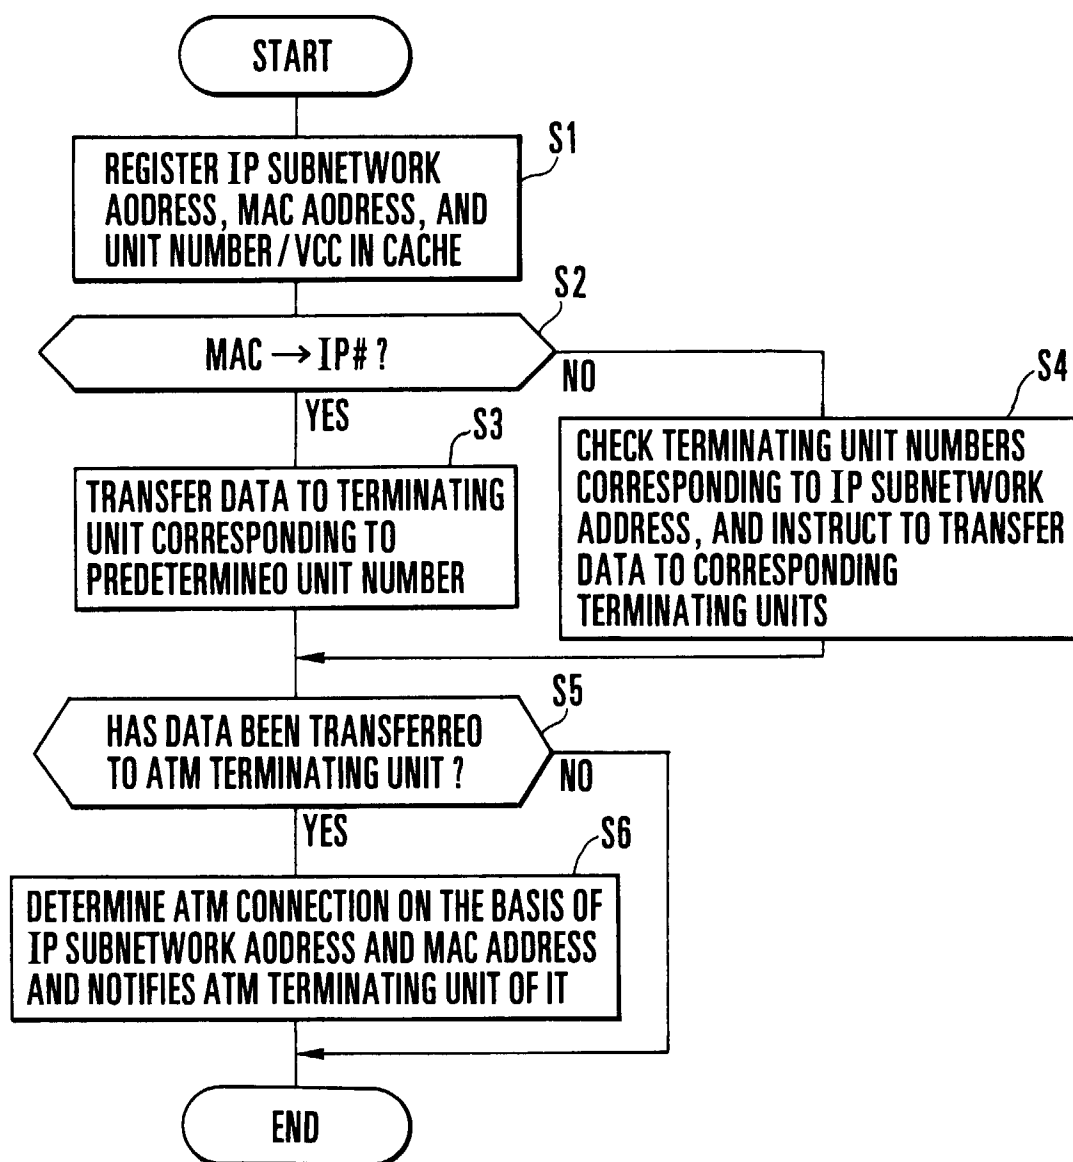 START
S1
REGISTER IP SUBNETWORK
AODRESS, MAC AODRESS, AND
UNIT NUMBER/VCC IN CACHE
S2
MAC → IP# ?
NO
YES
S3
TRANSFER DATA TO TERMINATING
UNIT CORRESPONDING TO
PREDETERMINEO UNIT NUMBER
S4
CHECK TERMINATING UNIT NUMBERS
CORRESPONDING TO IP SUBNETWORK
ADDRESS, AND INSTRUCT TO TRANSFER
DATA TO CORRESPONDING
TERMINATING UNITS
S5
HAS DATA BEEN TRANSFERREO
TO ATM TERMINATING UNIT ?
NO
YES
S6
DETERMINE ATM CONNECTION ON THE BASIS OF
IP SUBNETWORK AODRESS AND MAC ADDRESS
AND NOTIFIES ATM TERMINATING UNIT OF IT
END